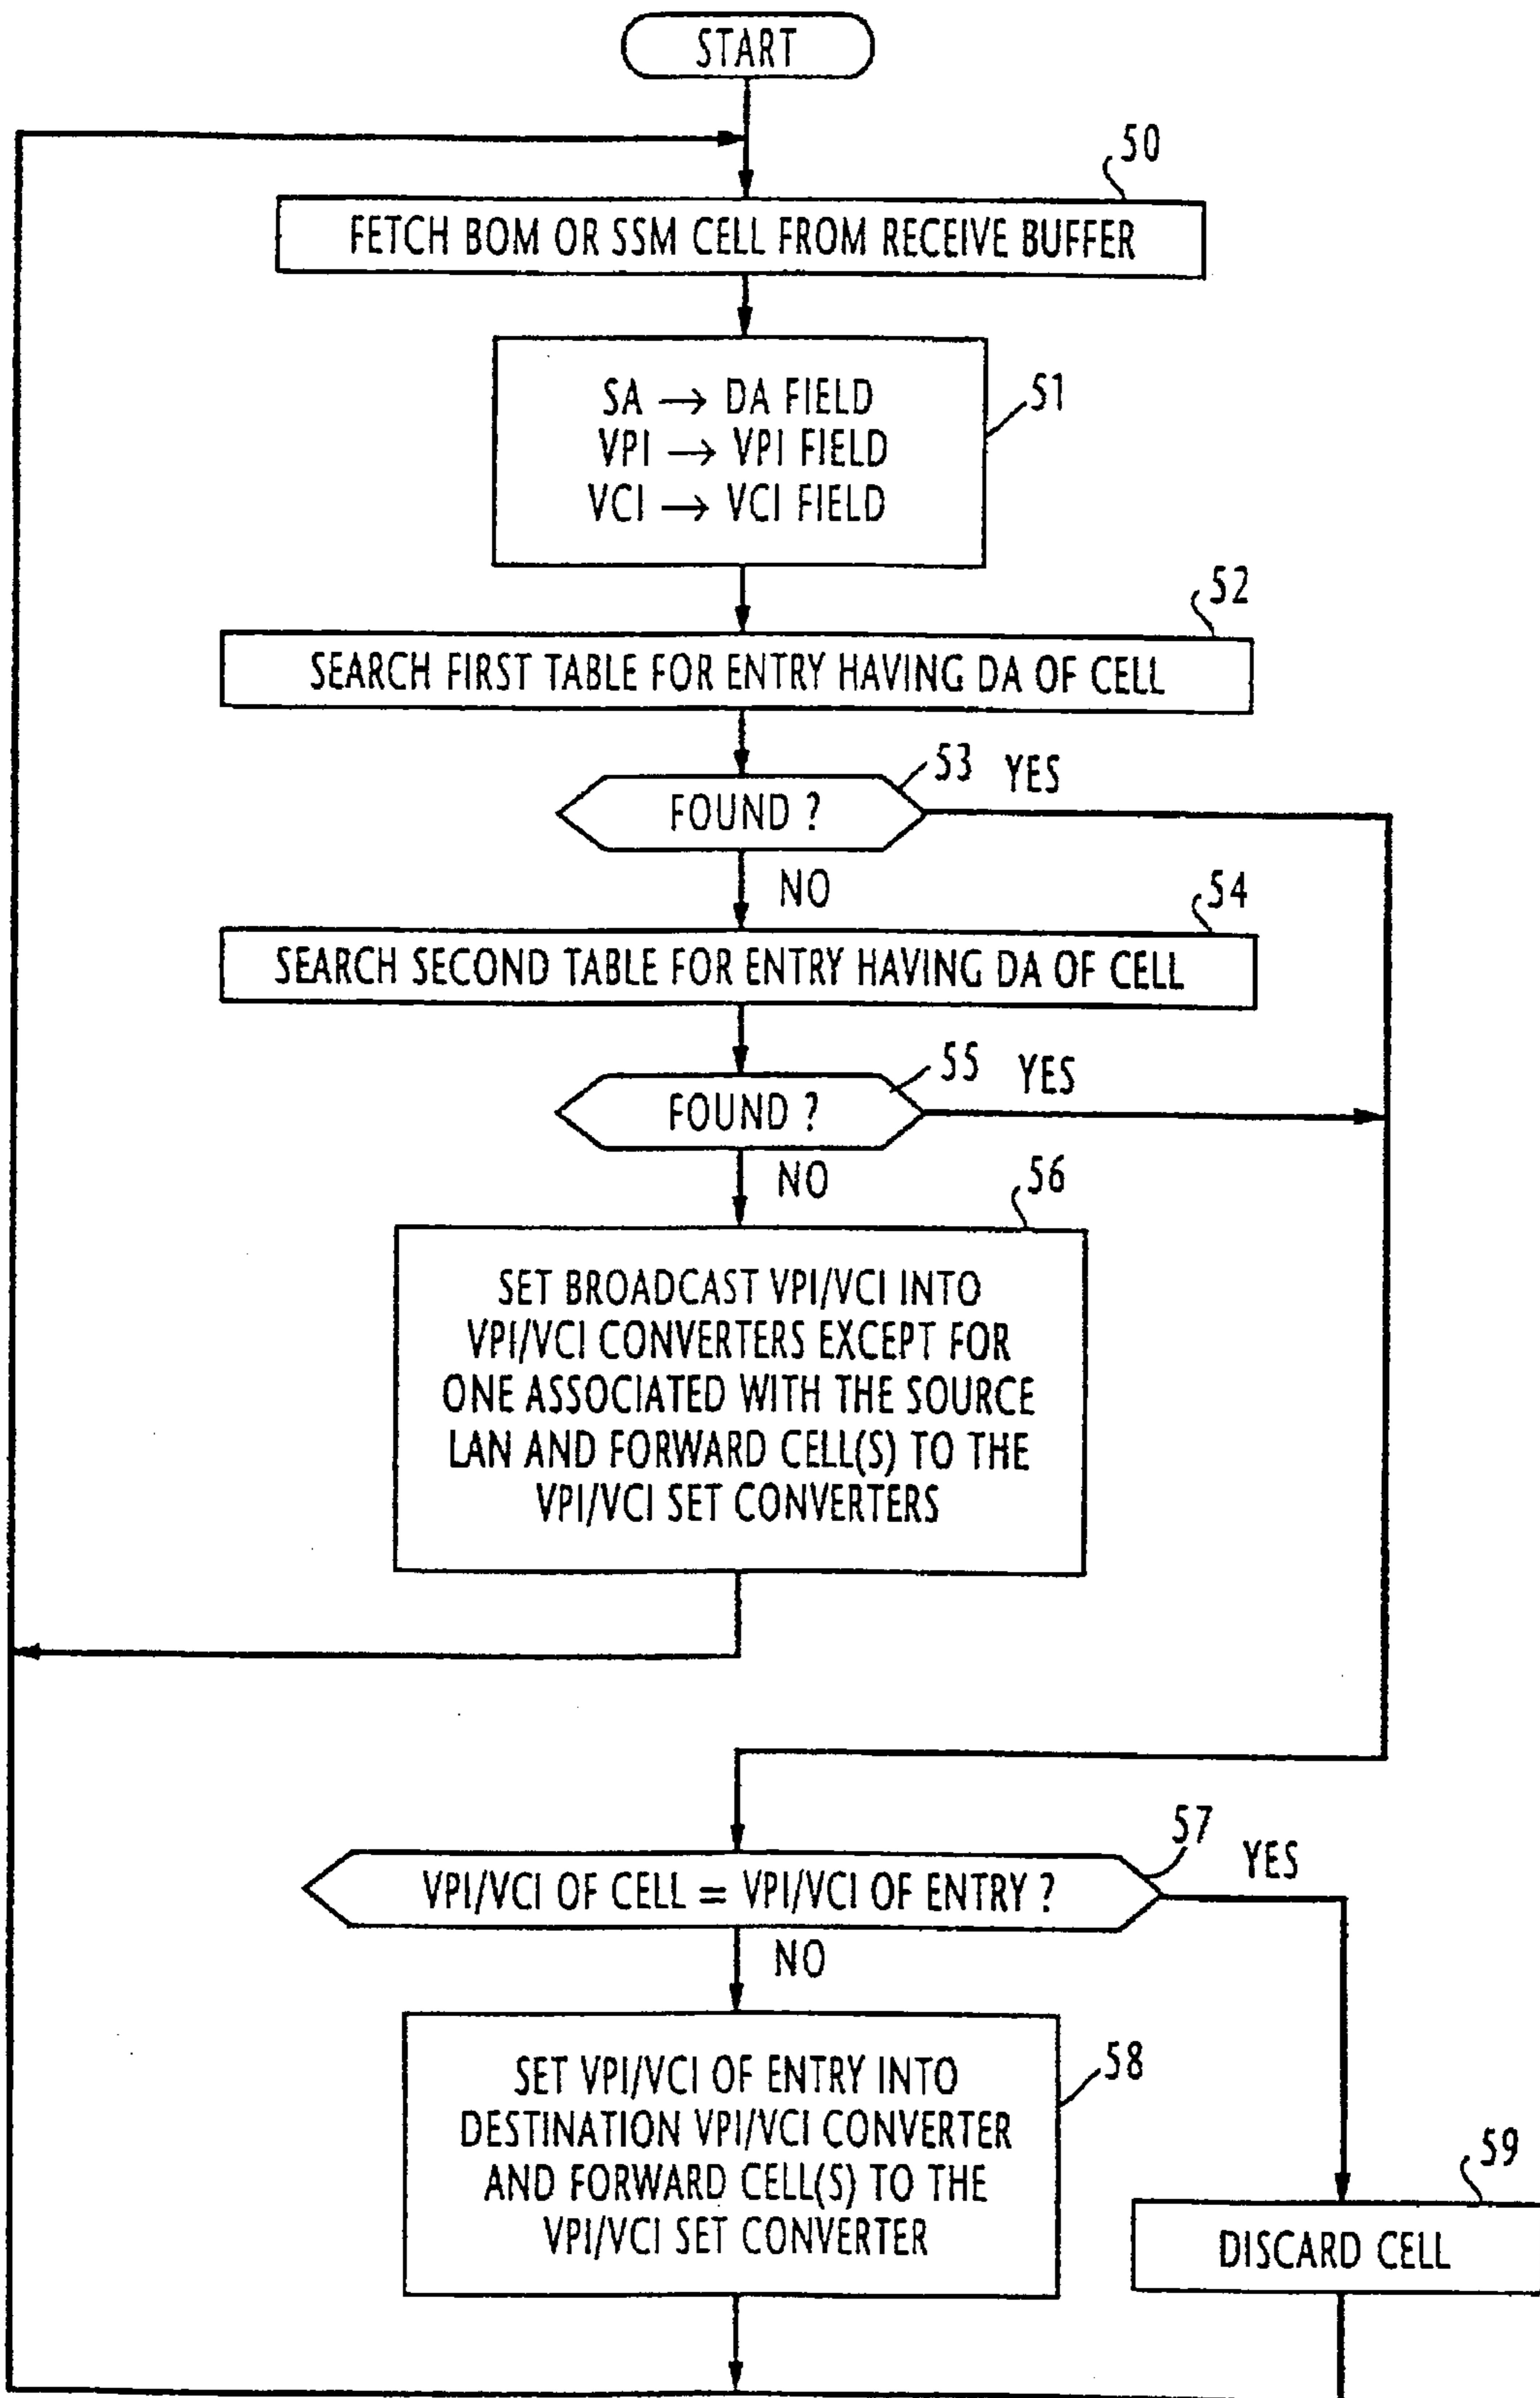 START
50
FETCH BOM OR SSM CELL FROM RECEIVE BUFFER
SA → DA FIELD
VPI → VPI FIELD
VCI → VCI FIELD
51
52
SEARCH FIRST TABLE FOR ENTRY HAVING DA OF CELL
53 YES
FOUND ?
NO
54
SEARCH SECOND TABLE FOR ENTRY HAVING DA OF CELL
55 YES
FOUND ?
NO
56
SET BROADCAST VPI/VCI INTO
VPI/VCI CONVERTERS EXCEPT FOR
ONE ASSOCIATED WITH THE SOURCE
LAN AND FORWARD CELL(S) TO THE
VPI/VCI SET CONVERTERS
57 YES
VPI/VCI OF CELL = VPI/VCI OF ENTRY ?
NO
58
SET VPI/VCI OF ENTRY INTO
DESTINATION VPI/VCI CONVERTER
AND FORWARD CELL(S) TO THE
VPI/VCI SET CONVERTER
59
DISCARD CELL